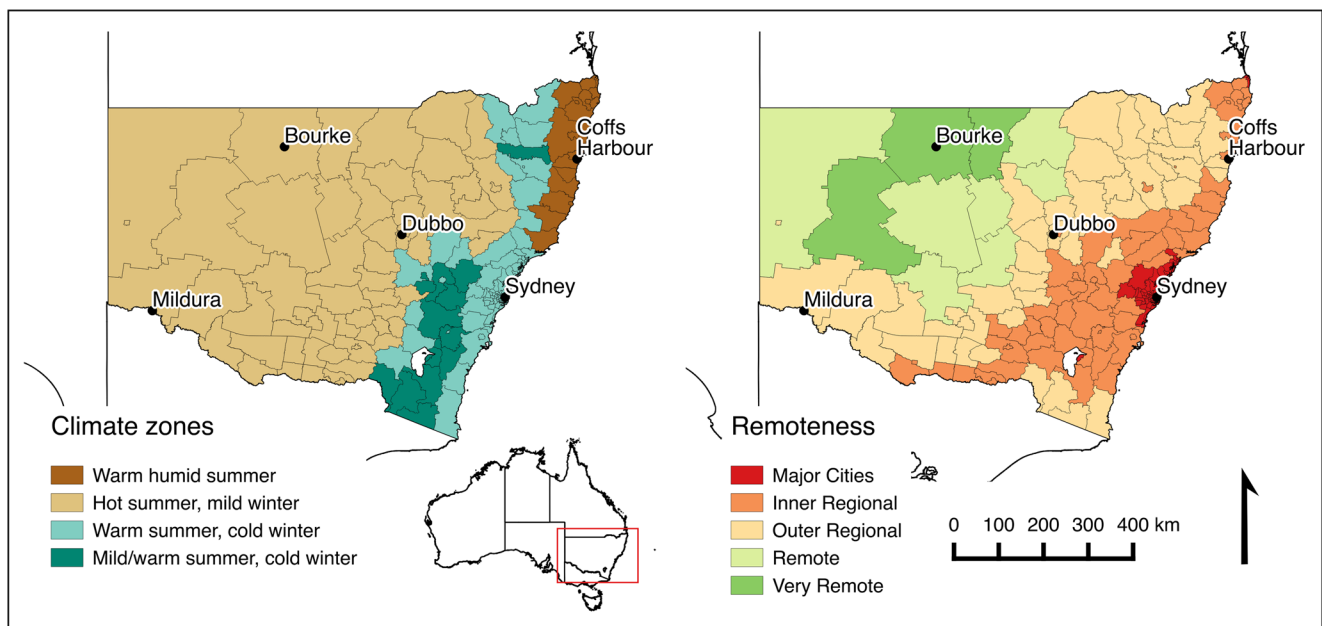 Bourke
Coffs
Harbour
Dubbo
Sydney
Mildura
Climate zones
Warm humid summer
Hot summer, mild winter
Warm summer, cold winter
Mild/warm summer, cold winter
Bourke
Coffs
Harbour
Dubbo
Sydney
Mildura
Remoteness
Major Cities
Inner Regional
Outer Regional
Remote
Very Remote
0 100 200 300 400 km